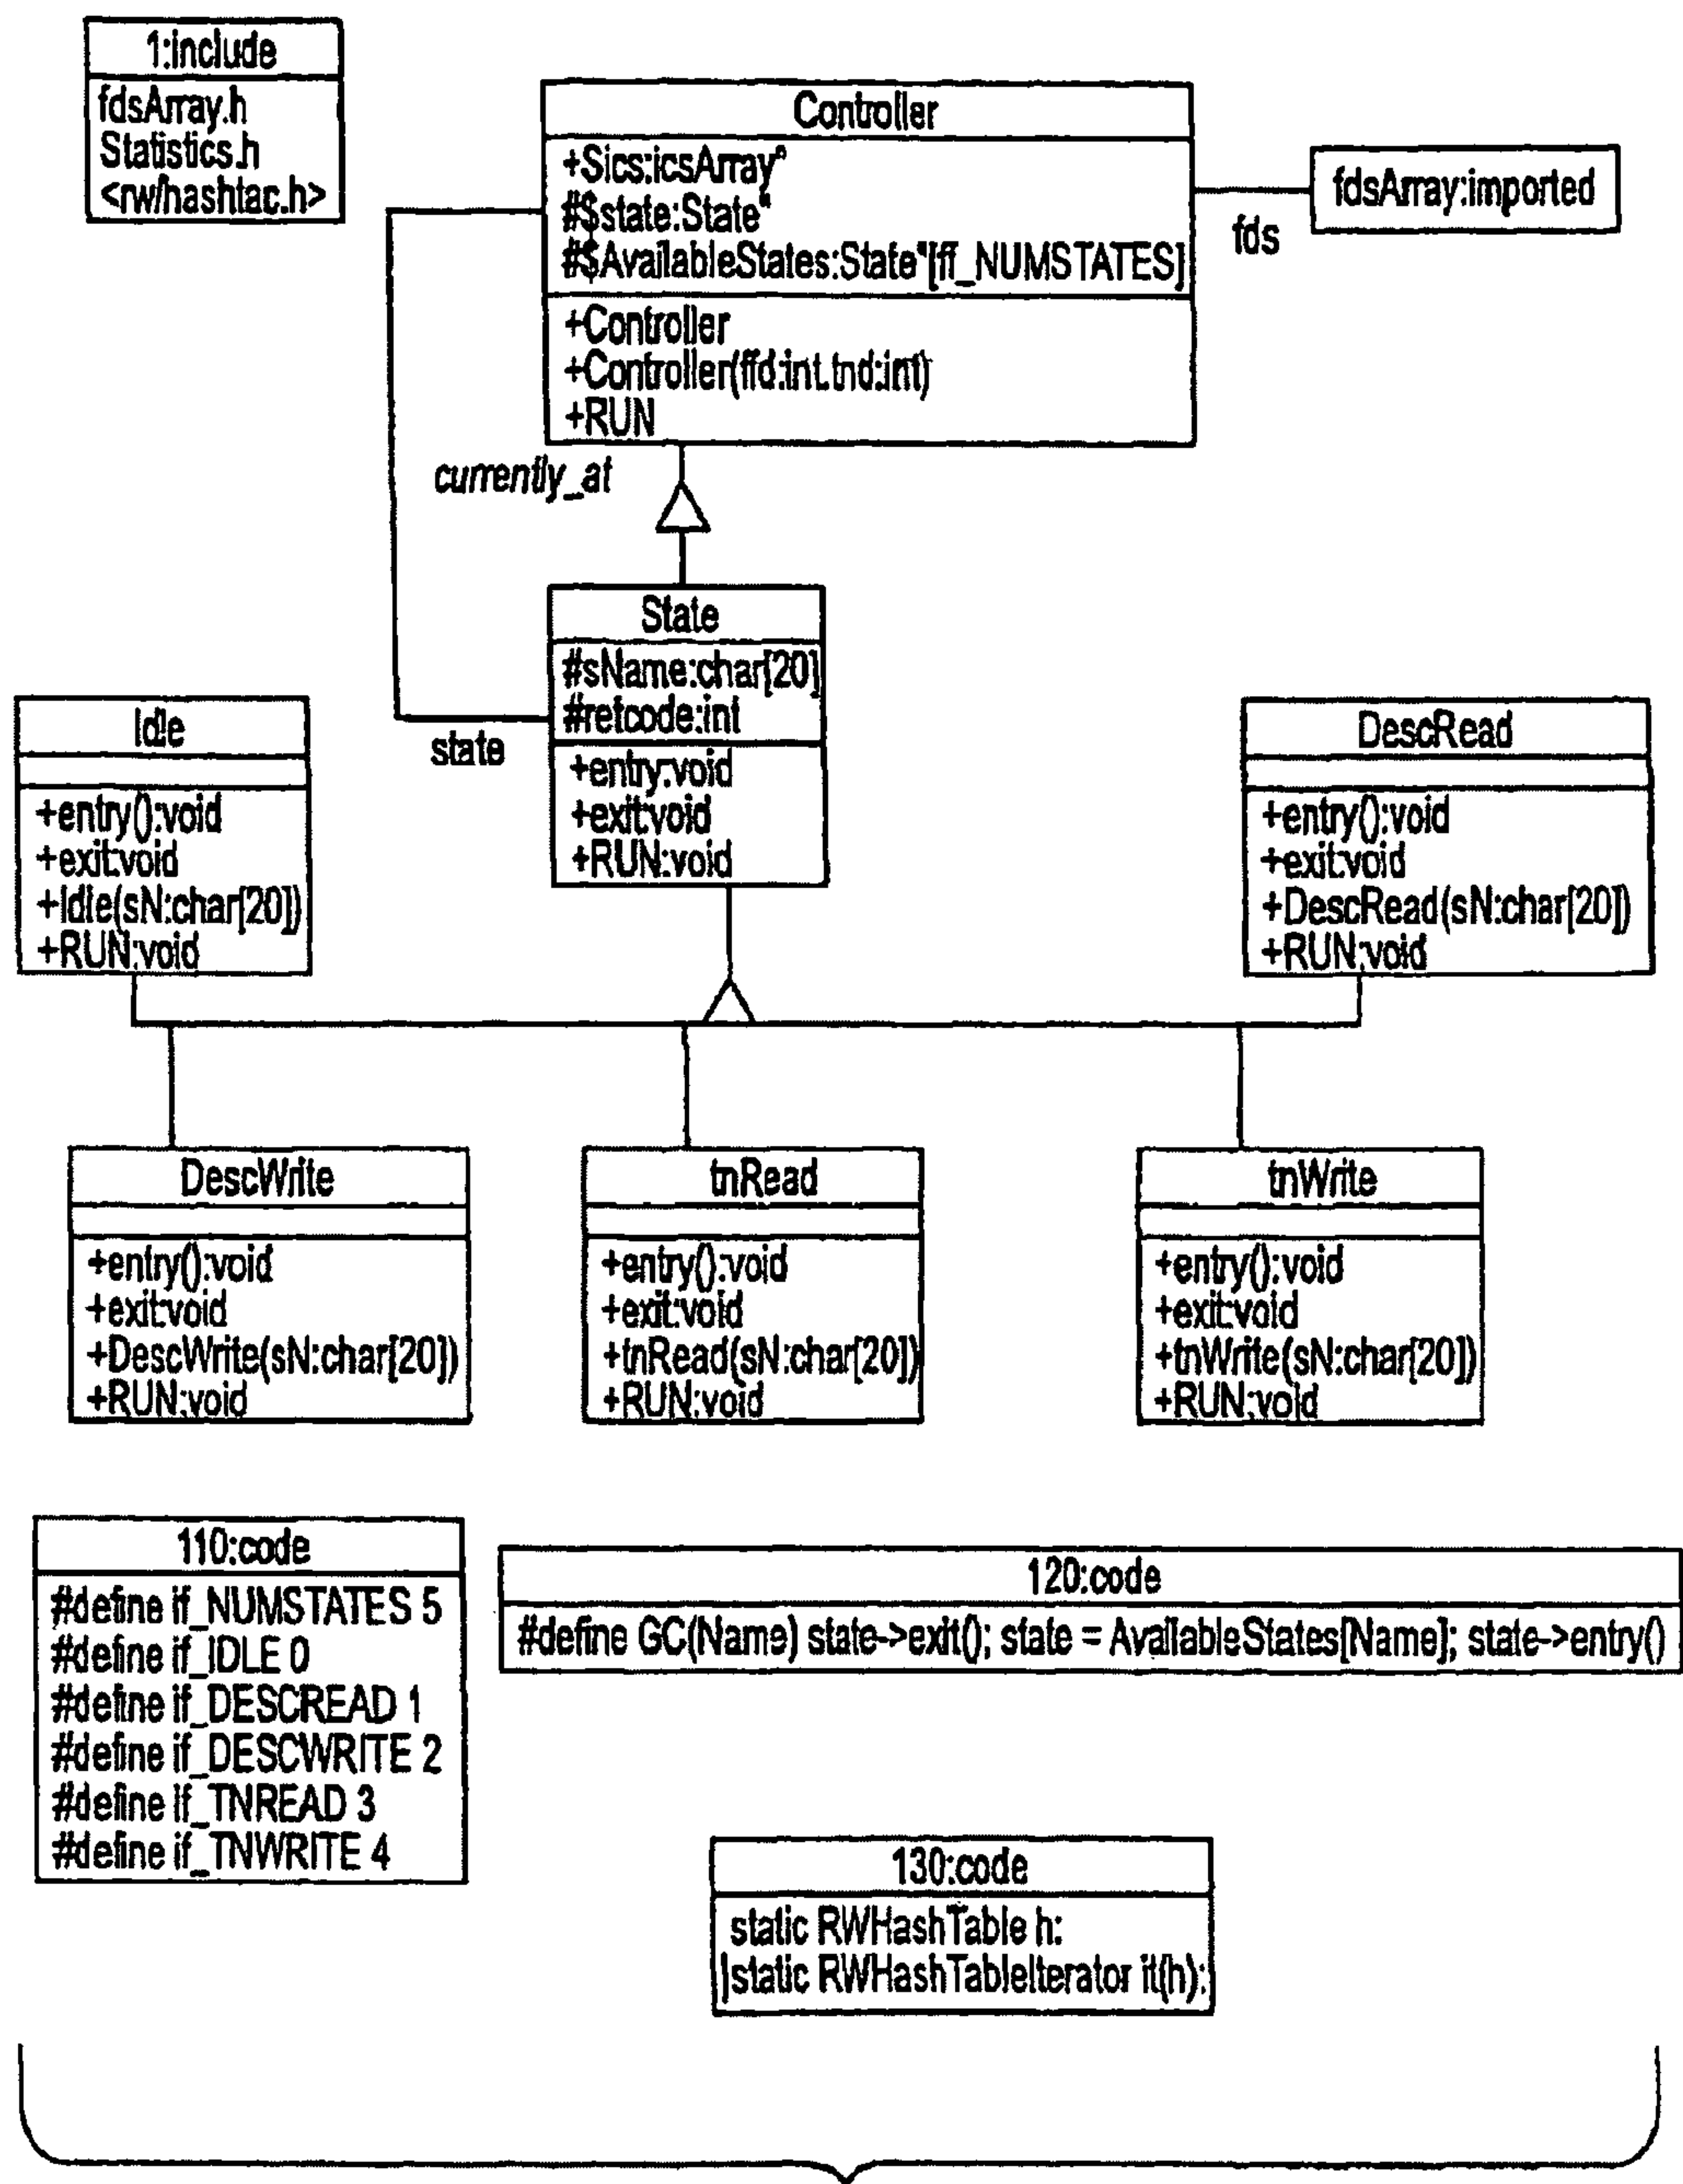 1:include
fdsArray.h
Statistics.h
<rw/hashtac.h>
Controller
+Sics:icsArray*
#$state:State*
#$AvailableStates:State*[ff_NUMSTATES]
+Controller
+Controller(ffd:int.tnd:int)
+RUN
fdsArray:imported
fds
currently_at
State
#sName:char[20]
#retcode:int
+entry:void
+exit:void
+RUN:void
state
Idle
+entry():void
+exit:void
+Idle(sN:char[20])
+RUN:void
DescRead
+entry():void
+exit:void
+DescRead(sN:char[20])
+RUN:void
DescWrite
+entry():void
+exit:void
+DescWrite(sN:char[20])
+RUN:void
tnRead
+entry():void
+exit:void
+tnRead(sN:char[20])
+RUN:void
tnWrite
+entry():void
+exit:void
+tnWrite(sN:char[20])
+RUN:void
110:code
#define if_NUMSTATES 5
#define if_IDLE 0
#define if_DESCREAD 1
#define if_DESCWRITE 2
#define if_TNREAD 3
#define if_TNWRITE 4
120:code
#define GC(Name) state->exit(); state = AvailableStates[Name]; state->entry()
130:code
static RWHashTable h:
static RWHashTableIterator it(h);